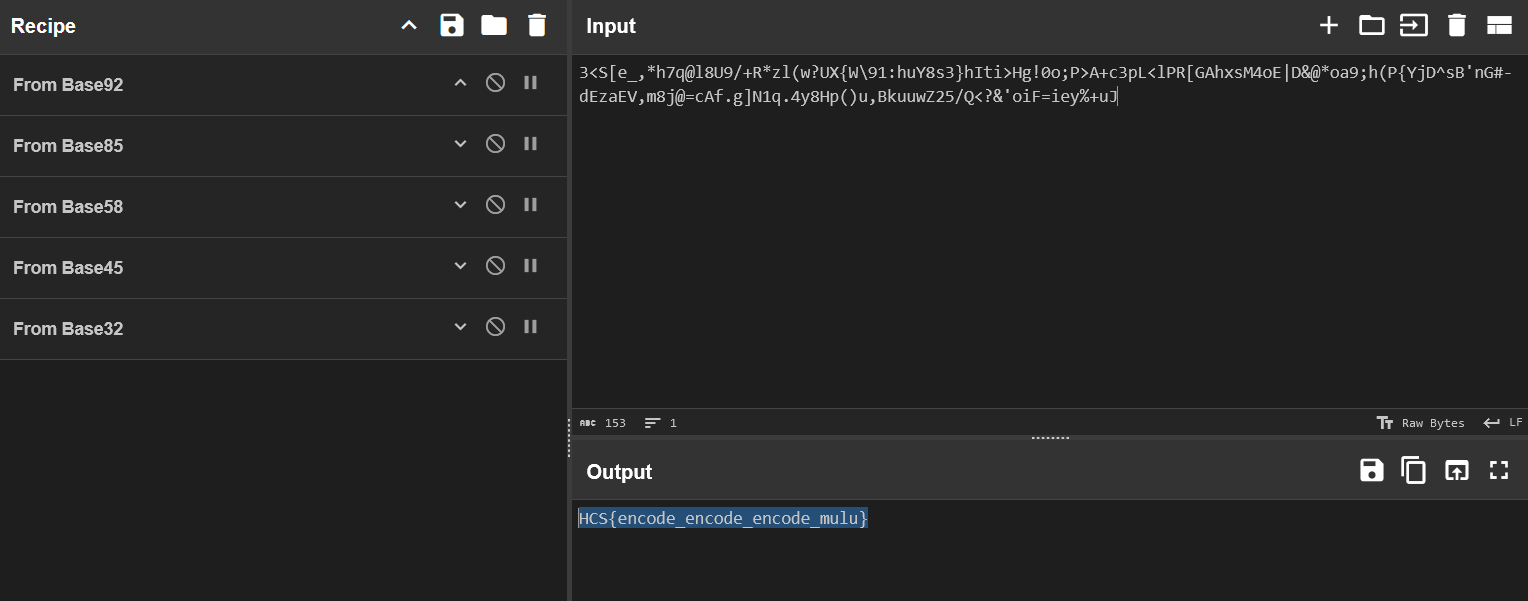 Recipe
From Base92
From Base85
From Base58
From Base45
From Base32
Input
3<S[e_,*h7q@l8U9/+R*zl(w?UX{W\91:huY8s3}hIti>Hg!0o;P>A+c3pL<lPR[GAhxsM4oE|D&@*oa9;h(P{YjD^sB'nG#-
dEzaEV,m8j@=cAf.g]N1q.4y8Hp()u,BkuuwZ25/Q<?&'oiF=iey%+uJ
ABC 153 1 Tт Raw Bytes LF
Output
HCS{encode_encode_encode_mulu}